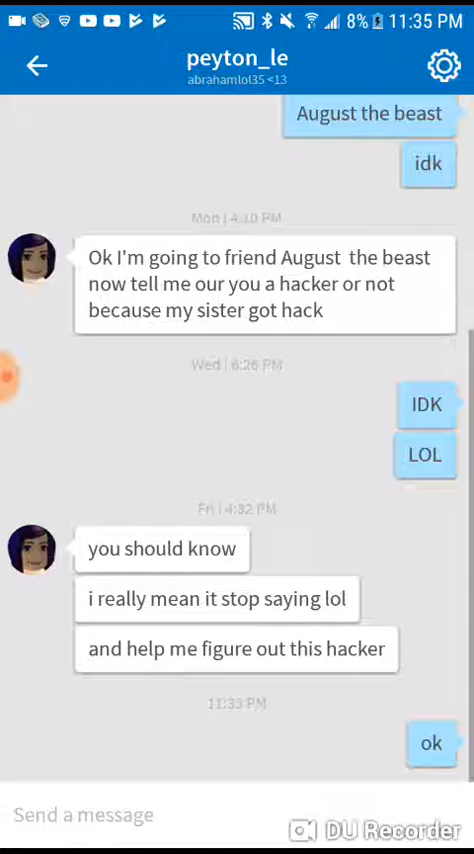 8% 11:35 PM
peyton_le
abrahamlol35 <13
August the beast
idk
Mon | 4:10 PM
Ok I'm going to friend August the beast
now tell me our you a hacker or not
because my sister got hack
Wed | 6:26 PM
IDK
LOL
Fri | 4:32 PM
you should know
i really mean it stop saying lol
and help me figure out this hacker
11:33 PM
ok
Send a message
DU Recorder